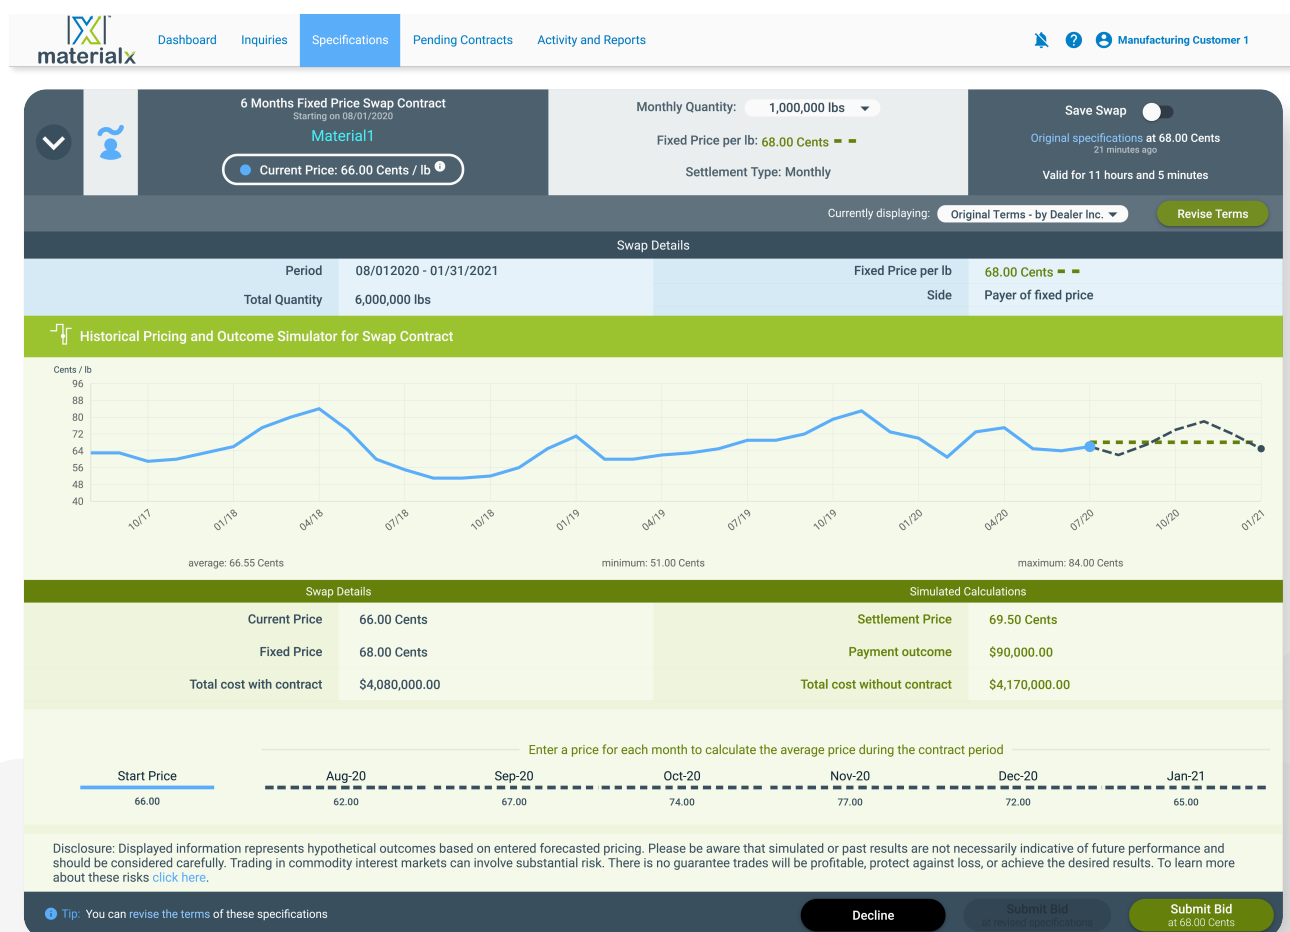 materialx
Dashboard Inquiries Specifications Pending Contracts Activity and Reports Manufacturing Customer 1
6 Months Fixed Price Swap Contract
Starting on 08/01/2020
Material1
Current Price: 66.00 Cents / lb
Monthly Quantity: 1,000,000 lbs
Fixed Price per lb: 68.00 Cents
Settlement Type: Monthly
Save Swap
Original specifications at 68.00 Cents
21 minutes ago
Valid for 11 hours and 5 minutes
Currently displaying: Original Terms - by Dealer Inc. Revise Terms
Swap Details
Period 08/012020 - 01/31/2021 Fixed Price per lb 68.00 Cents
Total Quantity 6,000,000 lbs Side Payer of fixed price
Historical Pricing and Outcome Simulator for Swap Contract
Cents / lb
96
88
80
72
64
56
48
40
10/17 01/18 04/18 07/18 10/18 01/19 04/19 07/19 10/19 01/20 04/20 07/20 10/20 01/21
average: 66.55 Cents minimum: 51.00 Cents maximum: 84.00 Cents
Swap Details Simulated Calculations
Current Price 66.00 Cents Settlement Price 69.50 Cents
Fixed Price 68.00 Cents Payment outcome $90,000.00
Total cost with contract $4,080,000.00 Total cost without contract $4,170,000.00
Enter a price for each month to calculate the average price during the contract period
Start Price Aug-20 Sep-20 Oct-20 Nov-20 Dec-20 Jan-21
66.00 62.00 67.00 74.00 77.00 72.00 65.00
Disclosure: Displayed information represents hypothetical outcomes based on entered forecasted pricing. Please be aware that simulated or past results are not necessarily indicative of future performance and
should be considered carefully. Trading in commodity interest markets can involve substantial risk. There is no guarantee trades will be profitable, protect against loss, or achieve the desired results. To learn more
about these risks click here.
Tip: You can revise the terms of these specifications
Decline
Submit Bid
at revised specifications
Submit Bid
at 68.00 Cents